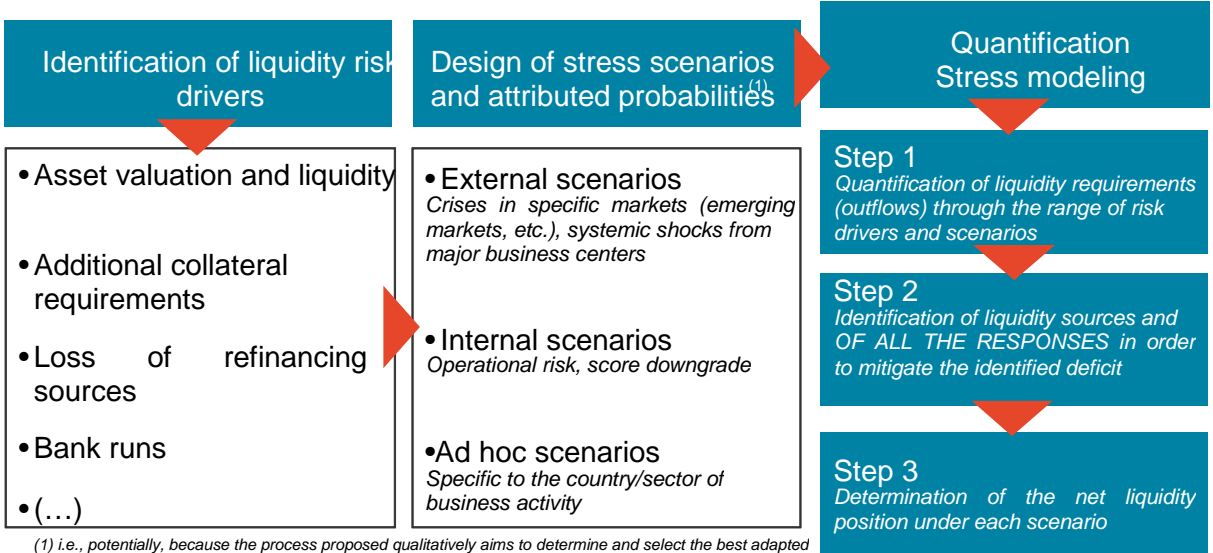 Identification of liquidity risk
drivers
• Asset valuation and liquidity
• Additional collateral
requirements
• Loss of refinancing
sources
• Bank runs
• (…)
Design of stress scenarios
and attributed probabilities(1)
• External scenarios
Crises in specific markets (emerging
markets, etc.), systemic shocks from
major business centers
• Internal scenarios
Operational risk, score downgrade
• Ad hoc scenarios
Specific to the country/sector of
business activity
Quantification
Stress modeling
Step 1
Quantification of liquidity requirements
(outflows) through the range of risk
drivers and scenarios
Step 2
Identification of liquidity sources and
OF ALL THE RESPONSES in order
to mitigate the identified deficit
Step 3
Determination of the net liquidity
position under each scenario
(1) i.e., potentially, because the process proposed qualitatively aims to determine and select the best adapted